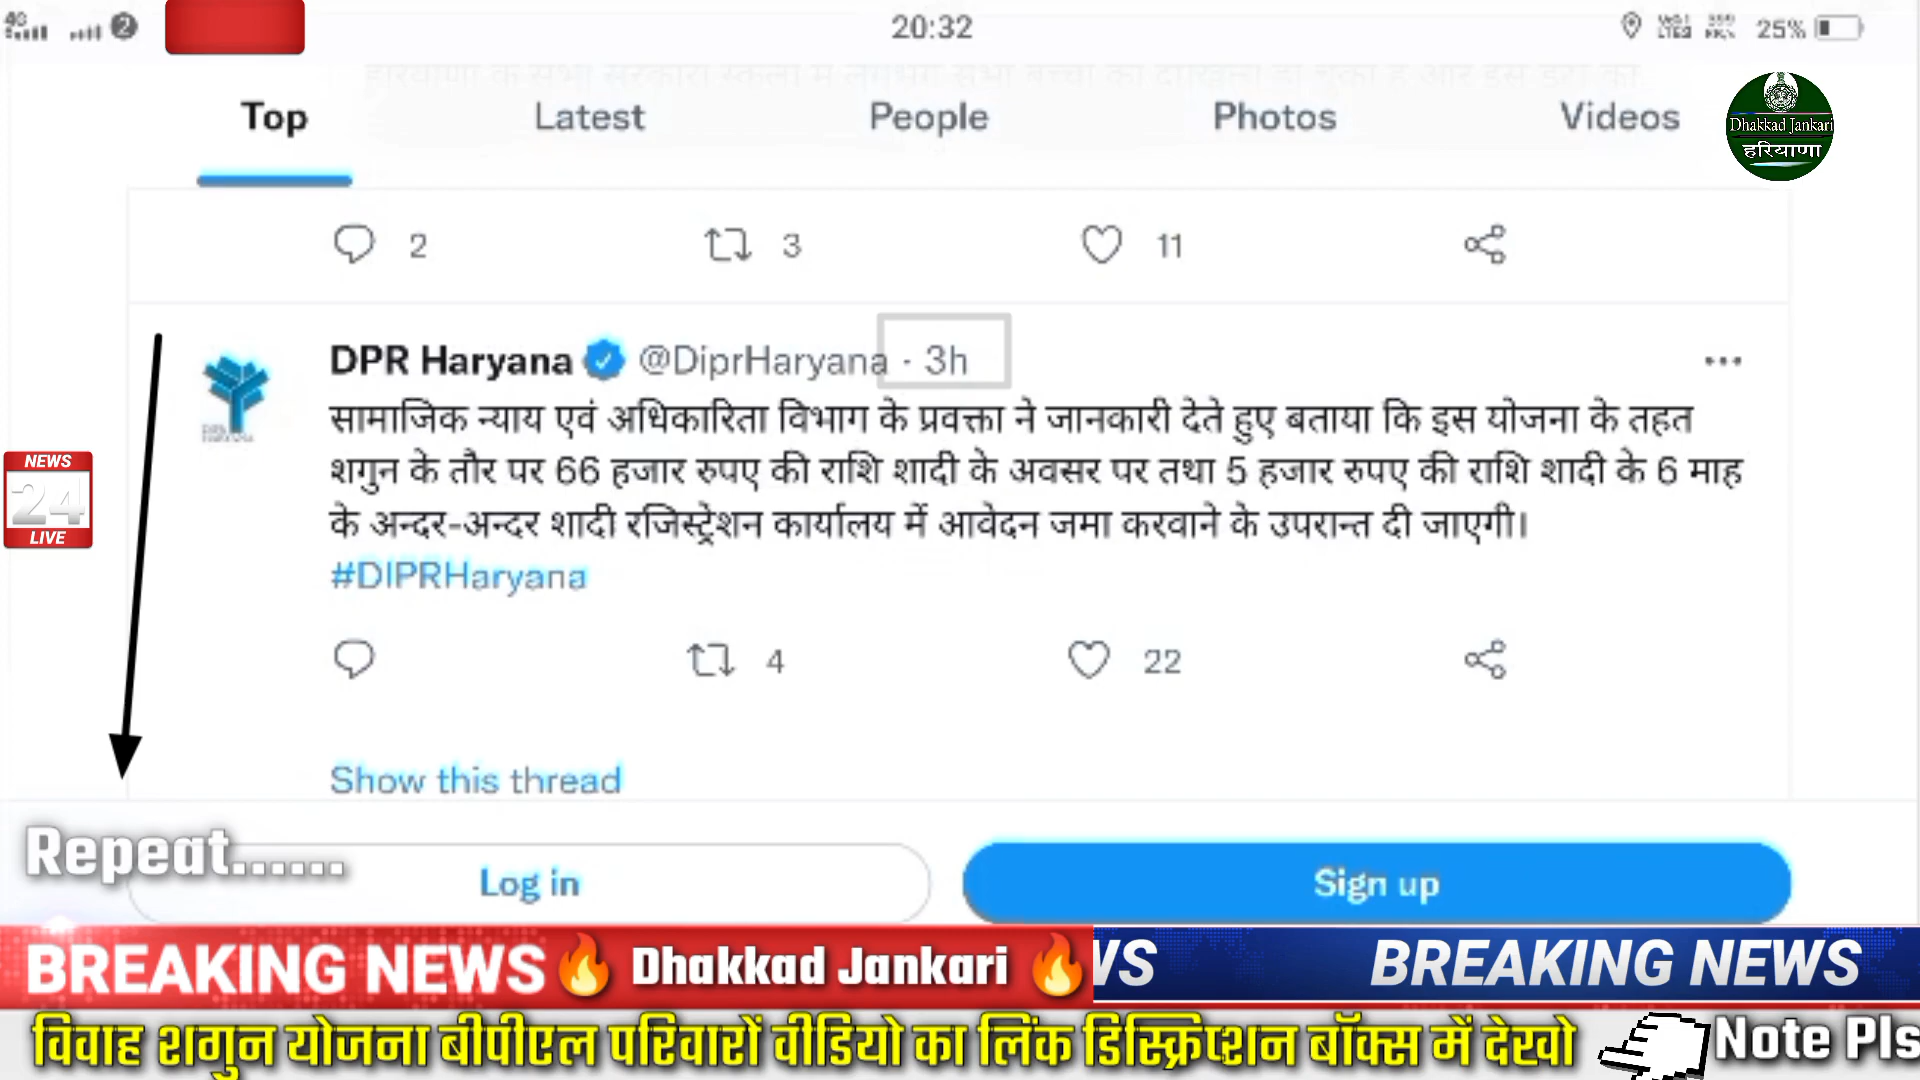 4G
2
20:32
25%
Top
Latest
People
Photos
Videos
Dhakkad Jankari
हरियाणा
2
3
11
DPR Haryana @DiprHaryana · 3h
सामाजिक न्याय एवं अधिकारिता विभाग के प्रवक्ता ने जानकारी देते हुए बताया कि इस योजना के तहत
शगुन के तौर पर 66 हजार रुपए की राशि शादी के अवसर पर तथा 5 हजार रुपए की राशि शादी के 6 माह
के अन्दर-अन्दर शादी रजिस्ट्रेशन कार्यालय में आवेदन जमा करवाने के उपरान्त दी जाएगी।
#DIPRHaryana
NEWS
24
LIVE
4
22
Show this thread
Repeat......
Log in
Sign up
BREAKING NEWS🔥 Dhakkad Jankari 🔥
WS
BREAKING NEWS
विवाह शगुन योजना बीपीएल परिवारों वीडियो का लिंक डिस्क्रिप्शन बॉक्स में देखो
Note Pls